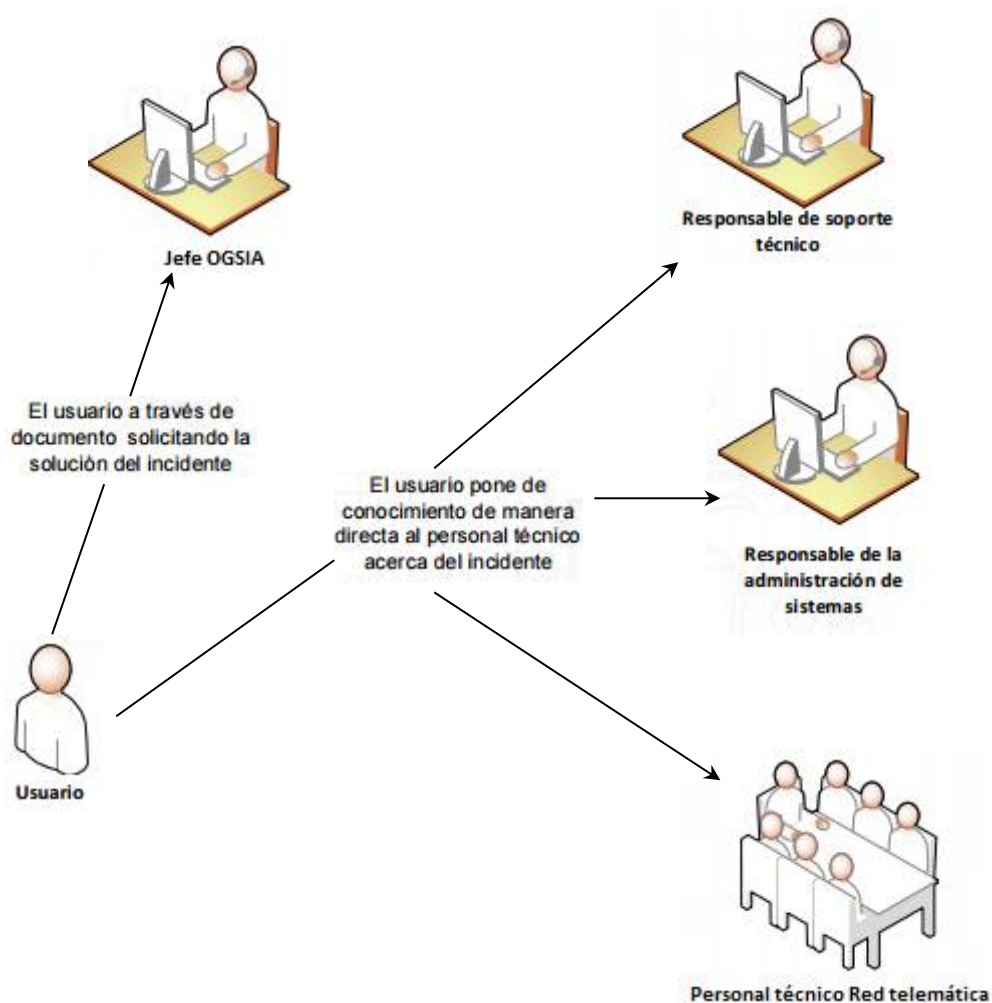 Responsable de soporte
técnico
Jefe OGSIA
El usuario a través de
documento solicitando la
solución del incidente
El usuario pone de
conocimiento de manera
directa al personal técnico
acerca del incidente
Responsable de la
administración de
sistemas
Usuario
Personal técnico Red telemática